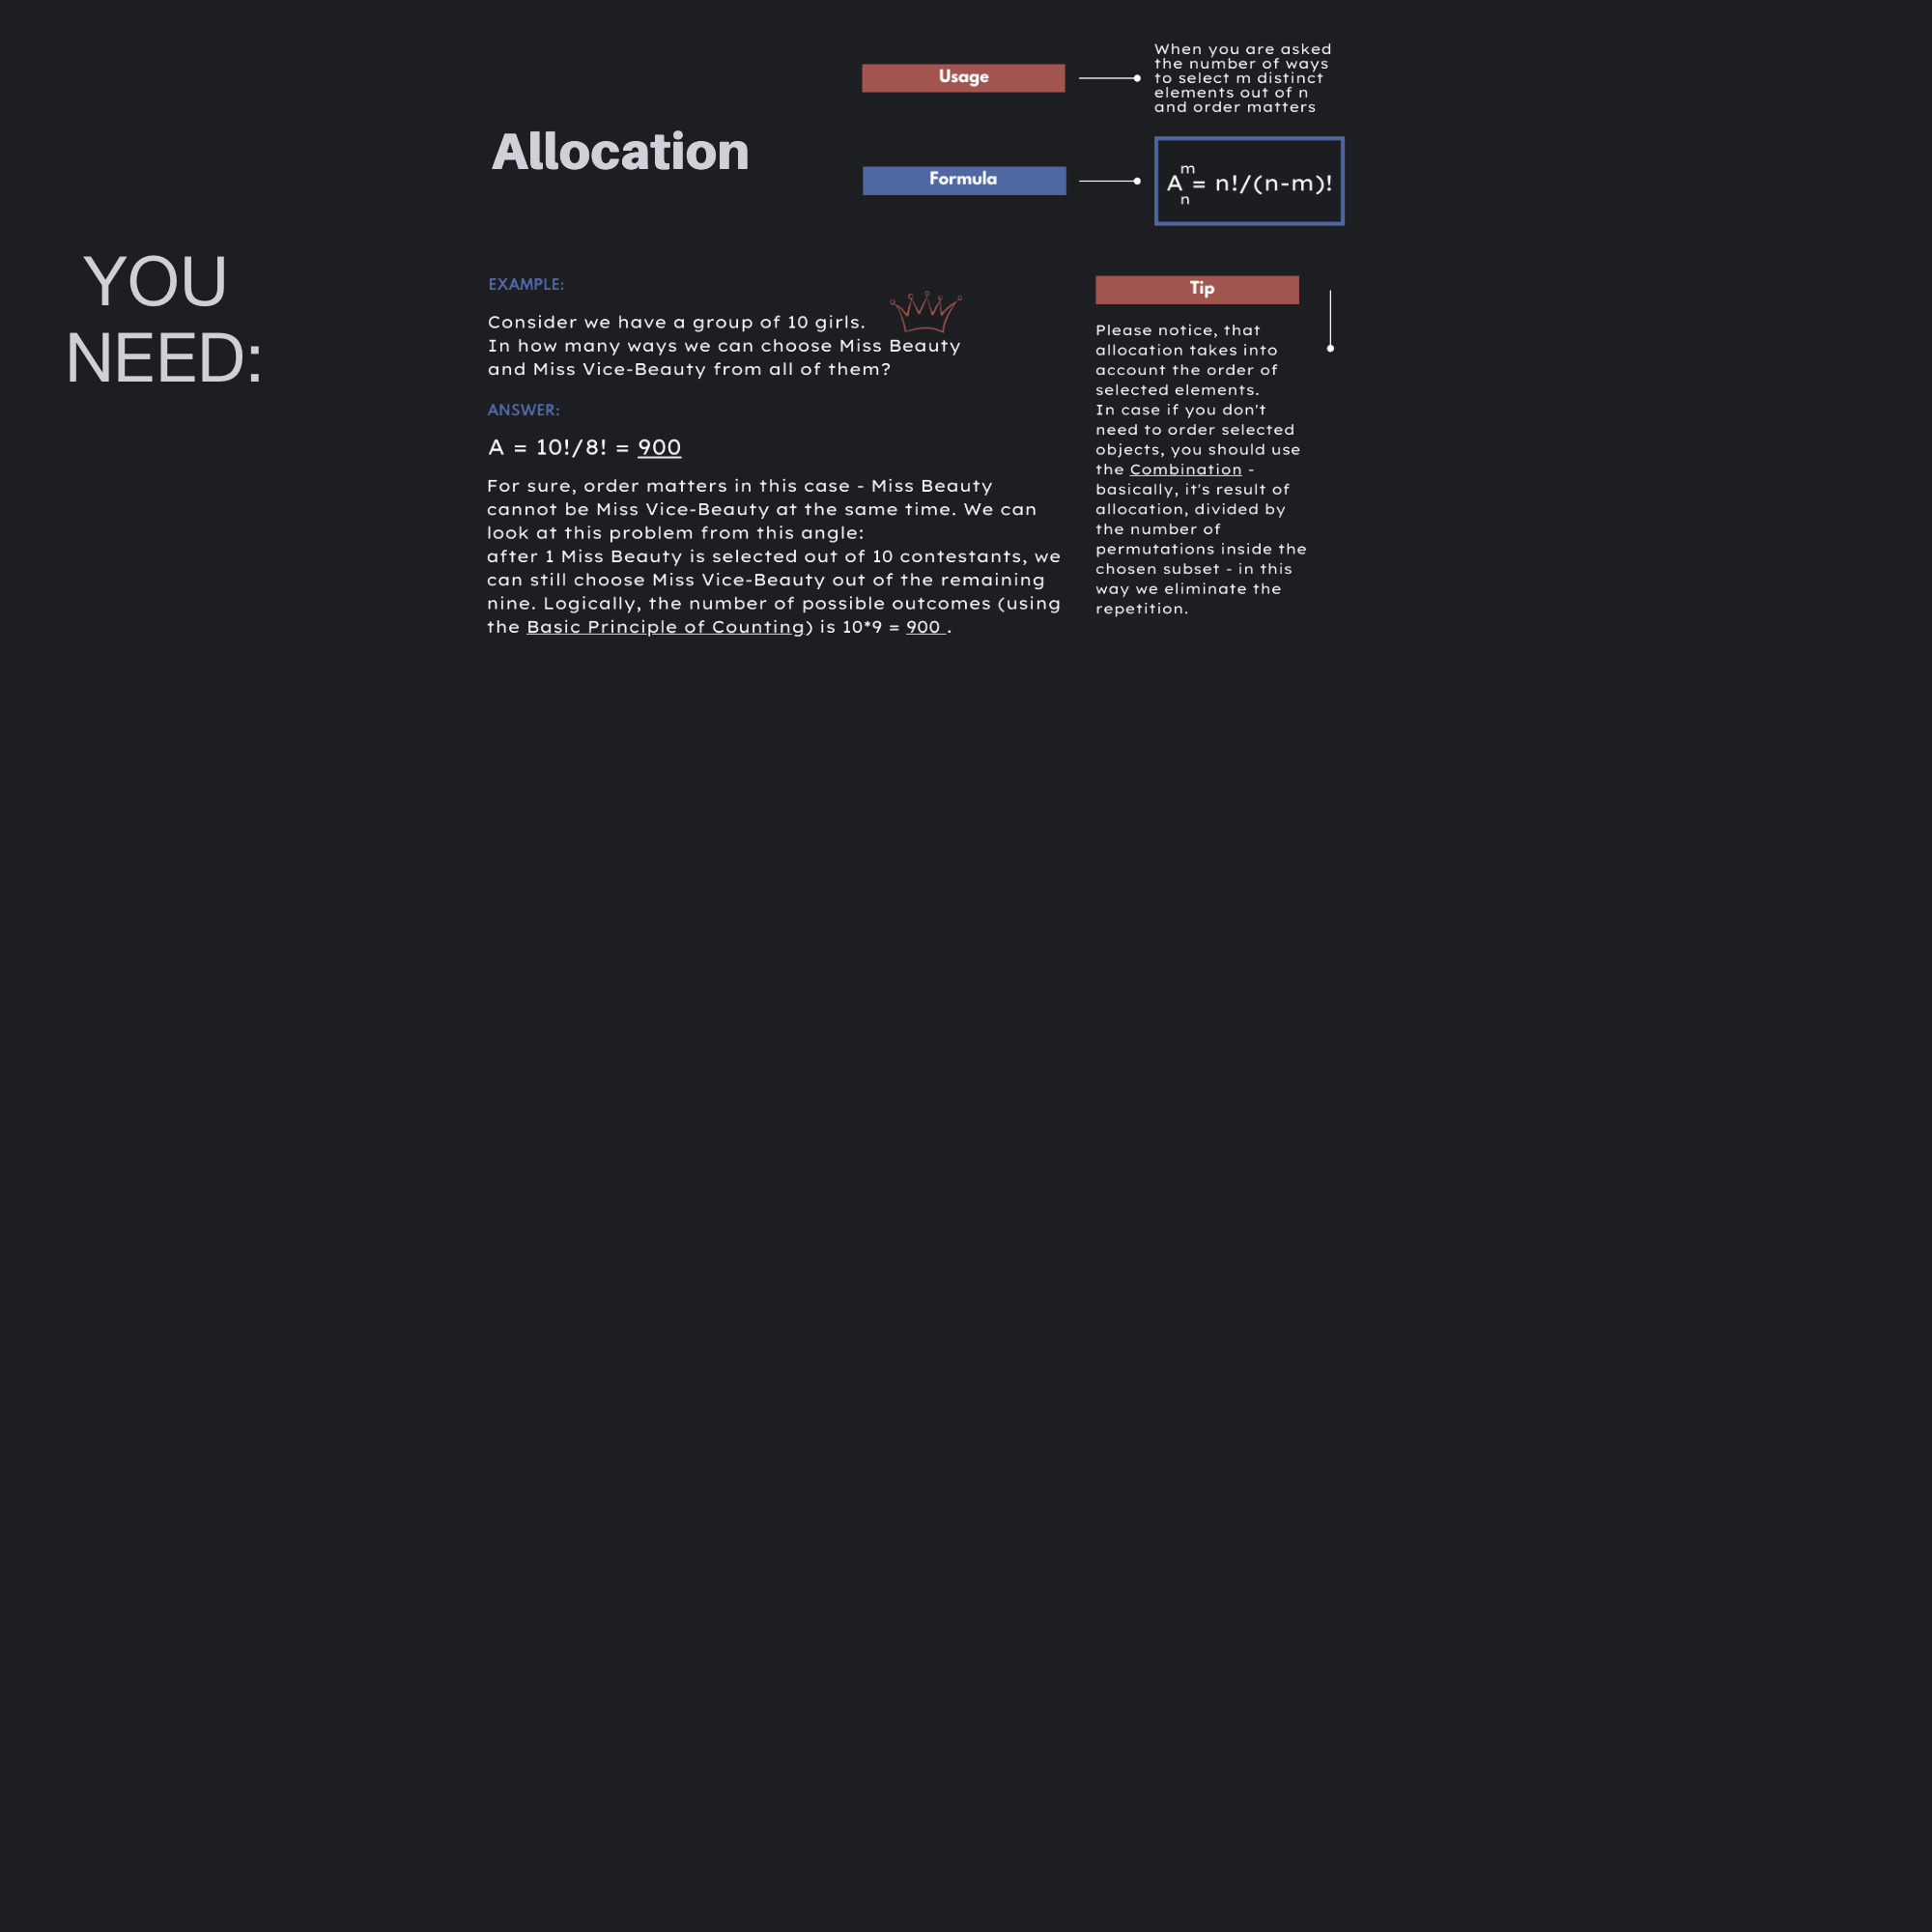 YOU
NEED:
Allocation
Usage
When you are asked
the number of ways
to select m distinct
elements out of n
and order matters
Formula
m
A = n!/(n-m)!
n
EXAMPLE:
Consider we have a group of 10 girls.
In how many ways we can choose Miss Beauty
and Miss Vice-Beauty from all of them?
ANSWER:
A = 10!/8! = 900
For sure, order matters in this case - Miss Beauty
cannot be Miss Vice-Beauty at the same time. We can
look at this problem from this angle:
after 1 Miss Beauty is selected out of 10 contestants, we
can still choose Miss Vice-Beauty out of the remaining
nine. Logically, the number of possible outcomes (using
the Basic Principle of Counting) is 10*9 = 900 .
Tip
Please notice, that
allocation takes into
account the order of
selected elements.
In case if you don't
need to order selected
objects, you should use
the Combination -
basically, it's result of
allocation, divided by
the number of
permutations inside the
chosen subset - in this
way we eliminate the
repetition.